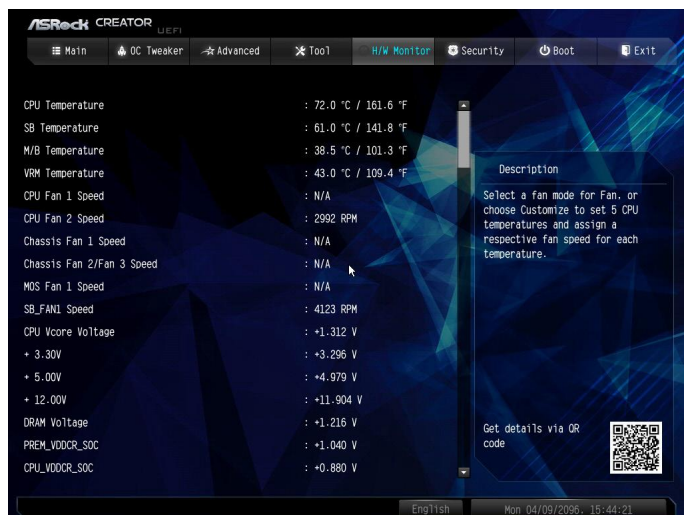 ASRock CREATOR UEFI
Main OC Tweaker Advanced Tool H/W Monitor Security Boot Exit
CPU Temperature : 72.0 °C / 161.6 °F
SB Temperature : 61.0 °C / 141.8 °F
M/B Temperature : 38.5 °C / 101.3 °F
VRM Temperature : 43.0 °C / 109.4 °F
CPU Fan 1 Speed : N/A
CPU Fan 2 Speed : 2992 RPM
Chassis Fan 1 Speed : N/A
Chassis Fan 2/Fan 3 Speed : N/A
MOS Fan 1 Speed : N/A
SB_FAN1 Speed : 4123 RPM
CPU Vcore Voltage : +1.312 V
+ 3.30V : +3.296 V
+ 5.00V : +4.979 V
+ 12.00V : +11.904 V
DRAM Voltage : +1.216 V
PREM_VDDCR_SOC : +1.040 V
CPU_VDDCR_SOC : +0.880 V
Description
Select a fan mode for Fan, or
choose Customize to set 5 CPU
temperatures and assign a
respective fan speed for each
temperature.
Get details via QR
code
English Mon 04/09/2096, 15:44:21